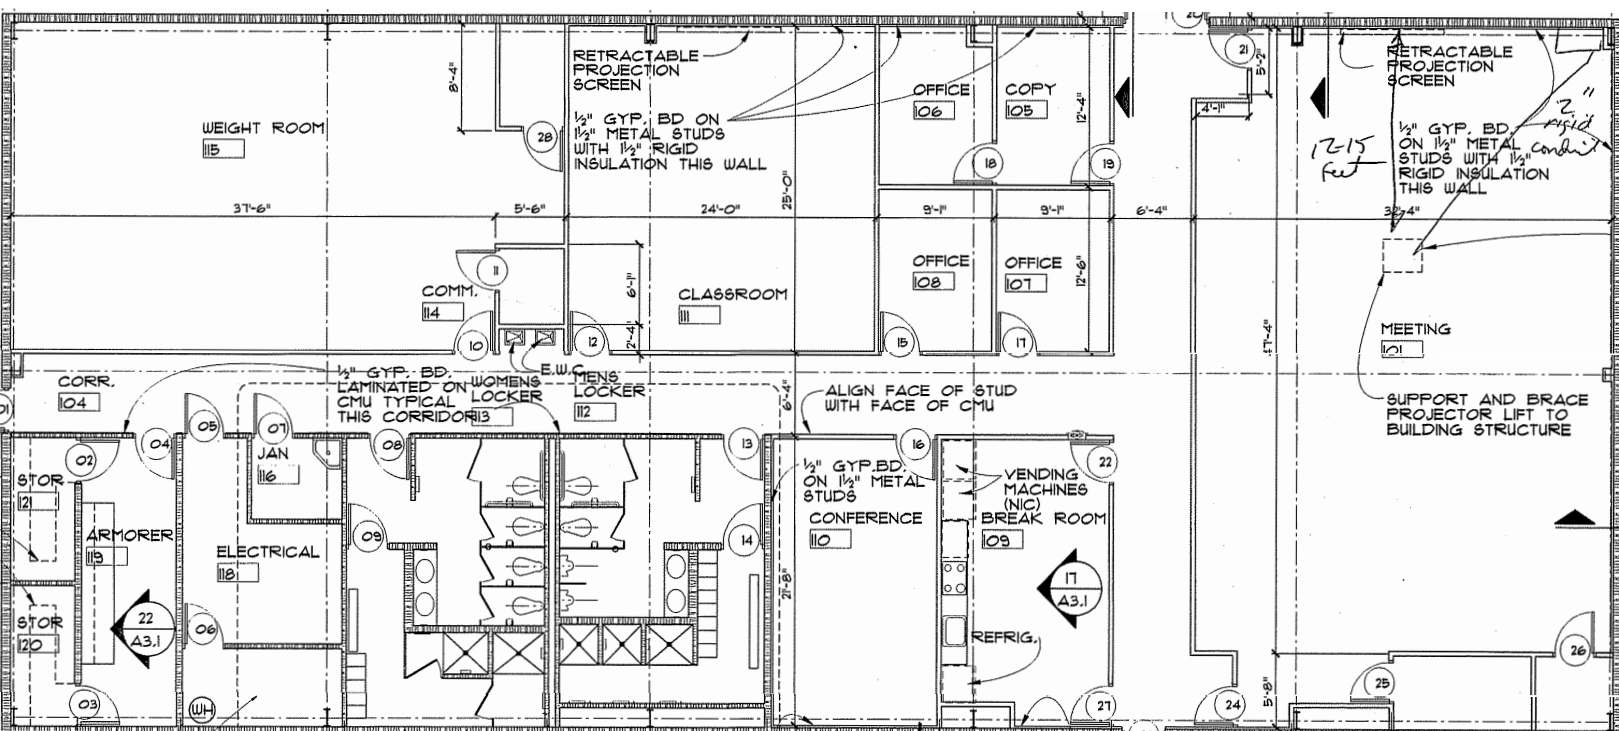 20
21
5'-2"
4'-1"
8'-4"
RETRACTABLE
PROJECTION
SCREEN
1/2" GYP. BD ON
1 1/2" METAL STUDS
WITH 1 1/2" RIGID
INSULATION THIS WALL
WEIGHT ROOM
115
28
OFFICE
106
COPY
105
12'-4"
18
19
25'-0"
RETRACTABLE
PROJECTION
SCREEN
1/2" GYP. BD.
ON 1 1/2" METAL
STUDS WITH 1 1/2"
RIGID INSULATION
THIS WALL
2"
rigid
conduit
12-15
feet
37'-6"
5'-6"
24'-0"
9'-1"
9'-1"
6'-4"
32'-4"
11
COMM.
114
6'-1"
2'-4"
CLASSROOM
111
OFFICE
108
OFFICE
107
12'-6"
10
12
15
17
MEETING
101
SUPPORT AND BRACE
PROJECTOR LIFT TO
BUILDING STRUCTURE
CORR.
104
1/2" GYP. BD.
LAMINATED ON
CMU TYPICAL
THIS CORRIDOR
WOMENS
LOCKER
113
E.W.C.
MENS
LOCKER
112
6'-4"
ALIGN FACE OF STUD
WITH FACE OF CMU
01
02
04
05
07
08
13
16
22
JAN
116
STOR
121
ARMORER
119
ELECTRICAL
118
09
14
1/2" GYP.BD.
ON 1 1/2" METAL
STUDS
CONFERENCE
110
VENDING
MACHINES
(NIC)
BREAK ROOM
109
21'-8"
17
A3.1
REFRIG.
STOR
120
22
A3.1
06
03
WH
27
24
25
26
5'-8"